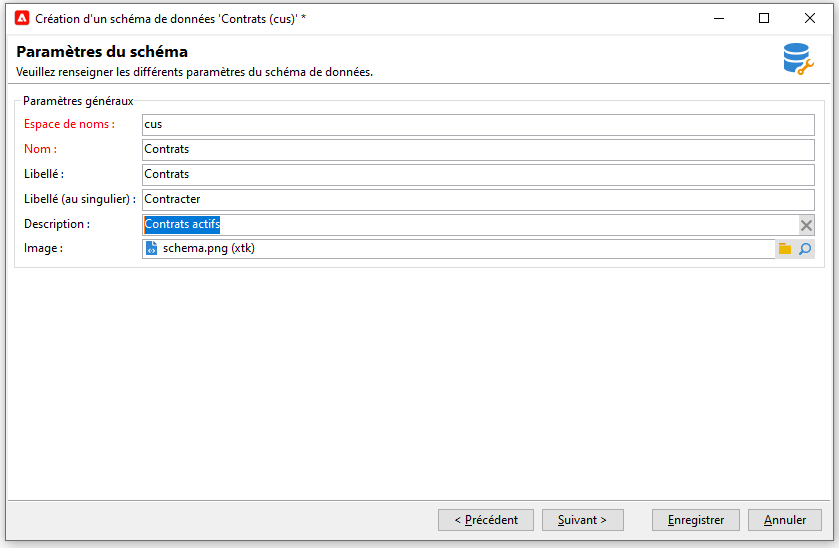 Création d'un schéma de données 'Contrats (cus)' *
Paramètres du schéma
Veuillez renseigner les différents paramètres du schéma de données.
Paramètres généraux
Espace de noms : cus
Nom : Contrats
Libellé : Contrats
Libellé (au singulier) : Contracter
Description : Contrats actifs
Image : schema.png (xtk)
< Précédent Suivant > Enregistrer Annuler